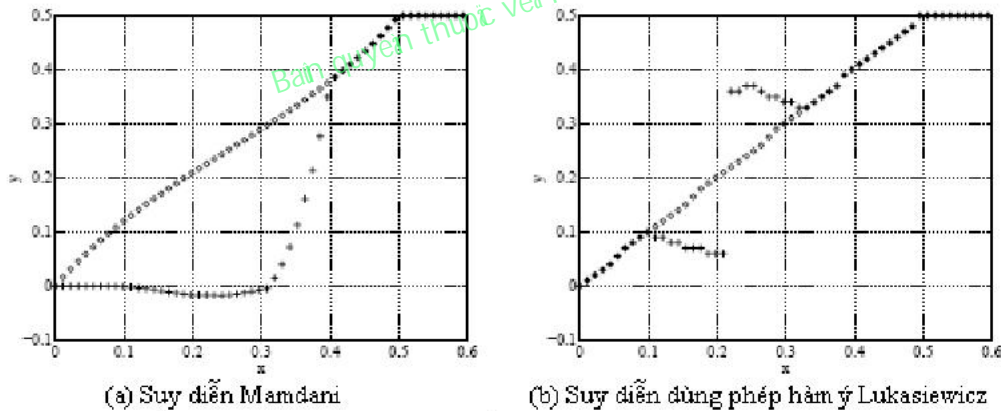 Bản quyền thuộc
0.5
0.4
0.3
0.2
0.1
0
−0.1
y
0 0.1 0.2 0.3 0.4 0.5 0.6
x
(a) Suy diễn Mamdani
0.5
0.4
0.3
0.2
0.1
0
−0.1
y
0 0.1 0.2 0.3 0.4 0.5 0.6
x
(b) Suy diễn dùng phép hàm ý Lukasiewicz